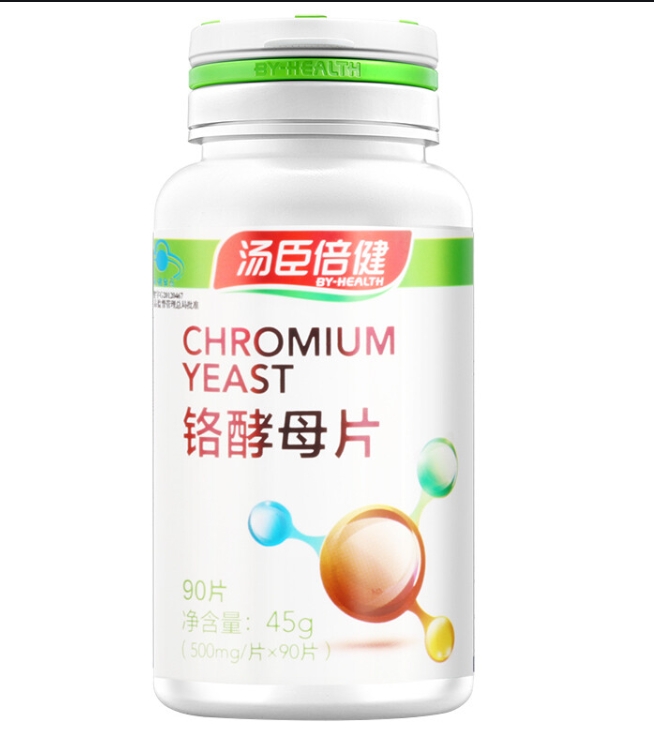 BY-HEALTH
汤臣倍健
BY-HEALTH
CHROMIUM
YEAST
铬酵母片
90片
净含量：45g
（500mg/片×90片）